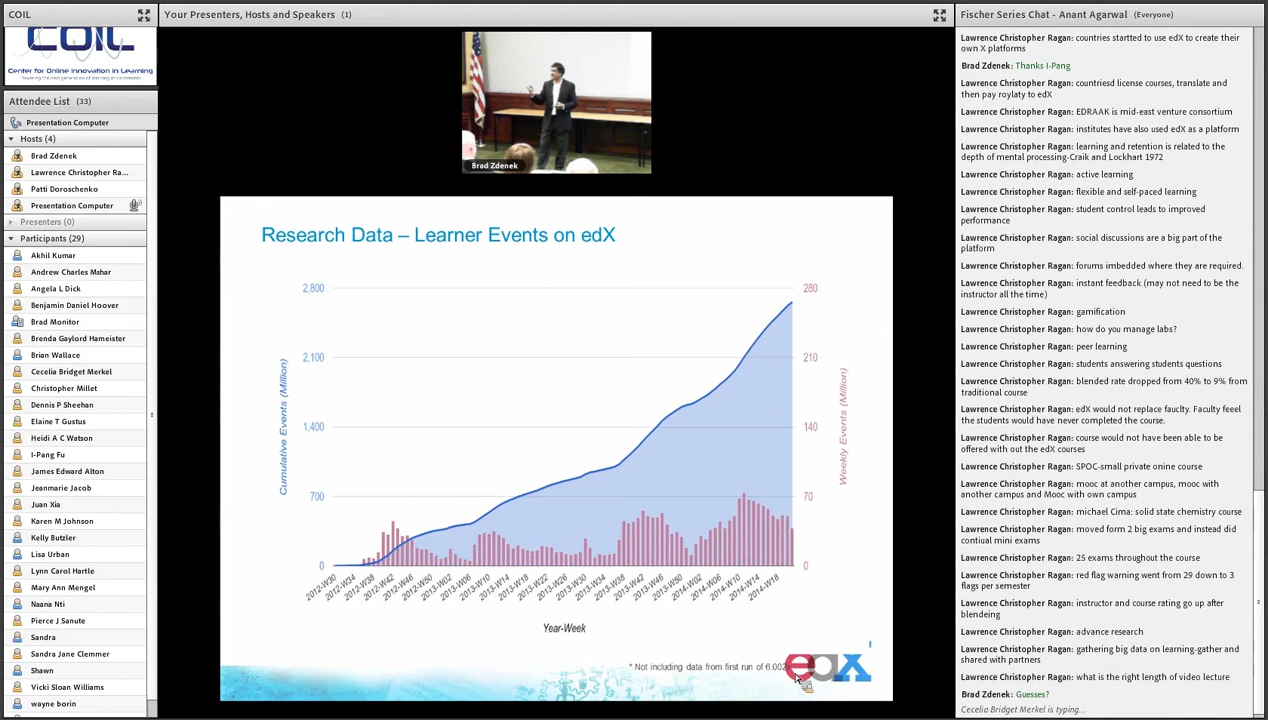 COIL
Your Presenters, Hosts and Speakers (1)
Fischer Series Chat - Anant Agarwal (Everyone)
COIL
Center for Online Innovation in Learning
Attendee List (33)
Presentation Computer
Hosts (4)
Brad Zdenek
Lawrence Christopher Ra...
Patti Doroschenko
Presentation Computer
Presenters (0)
Participants (29)
Akhil Kumar
Andrew Charles Mshar
Angela L Dick
Benjamin Daniel Hoover
Brad Monitor
Brenda Gaylord Hameister
Brian Wallace
Cecelia Bridget Merkel
Christopher Millet
Dennis P Sheehan
Elaine T Gustus
Heidi A C Watson
I-Pang Fu
James Edward Alton
Jeanmarie Jacob
Juan Xia
Karen M Johnson
Kelly Butzler
Lisa Urban
Lynn Carol Hartle
Mary Ann Mengel
Naana Nti
Pierce J Sanute
Sandra
Sandra Jane Clemmer
Shawn
Vicki Sloan Williams
wayne borin
Brad Zdenek
Research Data – Learner Events on edX
2,800
2,100
1,400
700
0
Cumulative Events (Million)
280
210
140
70
0
Weekly Events (Million)
2012-W30
2012-W34
2012-W38
2012-W42
2012-W46
2012-W50
2013-W02
2013-W06
2013-W10
2013-W14
2013-W18
2013-W22
2013-W26
2013-W30
2013-W34
2013-W38
2013-W42
2013-W46
2013-W50
2014-W02
2014-W06
2014-W10
2014-W14
2014-W18
Year-Week
* Not including data from first run of 6.002x
edX
Lawrence Christopher Ragan: countries startted to use edX to create their
own X platforms
Brad Zdenek: Thanks I-Pang
Lawrence Christopher Ragan: countriesd license courses, translate and
then pay roylaty to edX
Lawrence Christopher Ragan: EDRAAK is mid-east venture consortium
Lawrence Christopher Ragan: institutes have also used edX as a platform
Lawrence Christopher Ragan: learning and retention is related to the
depth of mental processing-Craik and Lockhart 1972
Lawrence Christopher Ragan: active learning
Lawrence Christopher Ragan: flexible and self-paced learning
Lawrence Christopher Ragan: student control leads to improved
performance
Lawrence Christopher Ragan: social discussions are a big part of the
platform
Lawrence Christopher Ragan: forums imbedded where they are required.
Lawrence Christopher Ragan: instant feedback (may not need to be the
instructor all the time)
Lawrence Christopher Ragan: gamification
Lawrence Christopher Ragan: how do you manage labs?
Lawrence Christopher Ragan: peer learning
Lawrence Christopher Ragan: students answering students questions
Lawrence Christopher Ragan: blended rate dropped from 40% to 9% from
traditional course
Lawrence Christopher Ragan: edX would not replace fauclty. Faculty feeel
the students would have never completed the course.
Lawrence Christopher Ragan: course would not have been able to be
offered with out the edX courses
Lawrence Christopher Ragan: SPOC-small private onine course
Lawrence Christopher Ragan: mooc at another campus, mooc with
another campus and Mooc with own campus
Lawrence Christopher Ragan: michael Cima: solid state chemistry course
Lawrence Christopher Ragan: moved form 2 big exams and instead did
contiual mini exams
Lawrence Christopher Ragan: 25 exams throughout the course
Lawrence Christopher Ragan: red flag warning went from 29 down to 3
flags per semester
Lawrence Christopher Ragan: instructor and course rating go up after
blendeing
Lawrence Christopher Ragan: advance research
Lawrence Christopher Ragan: gathering big data on learning-gather and
shared with partners
Lawrence Christopher Ragan: what is the right length of video lecture
Brad Zdenek: Guesses?
Cecelia Bridget Merkel is typing...